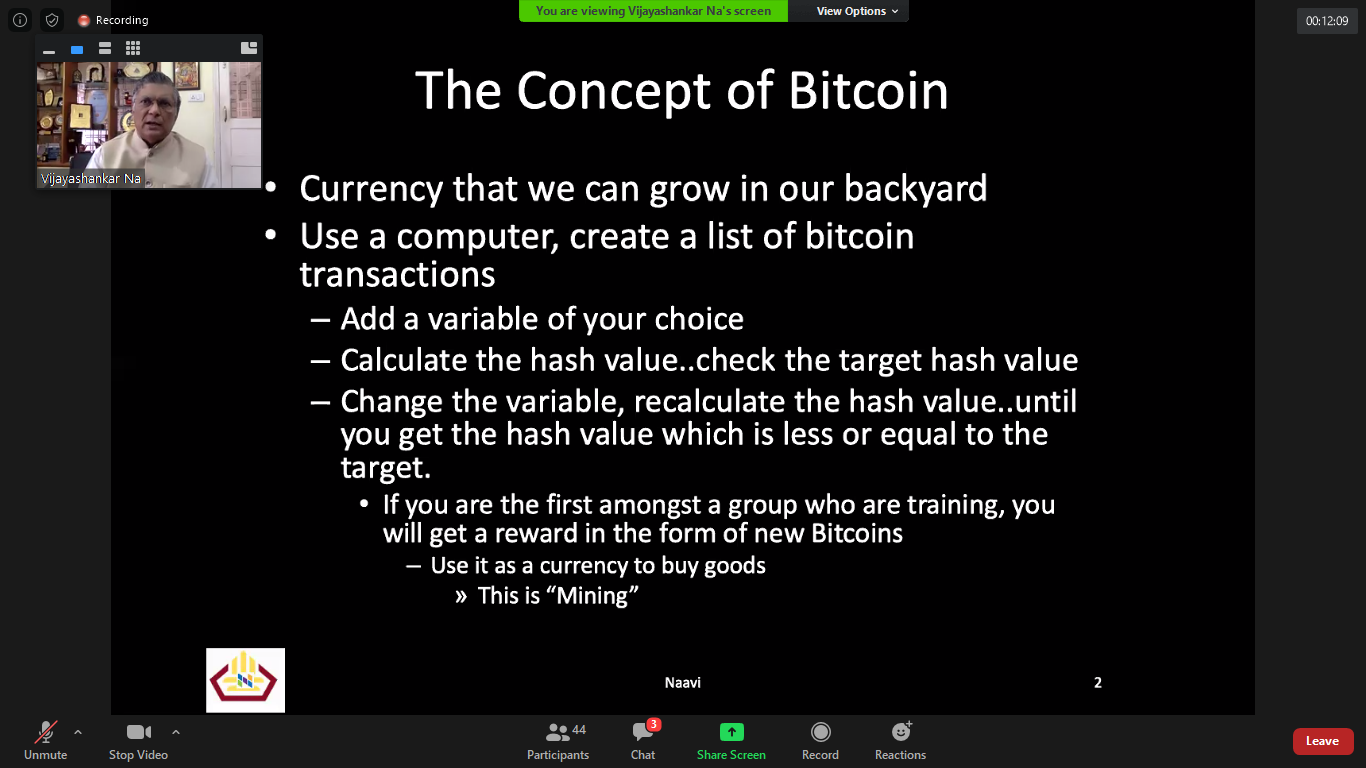 Recording
You are viewing Vijayashankar Na's screen
View Options
00:12:09
Vijayashankar Na
The Concept of Bitcoin
• Currency that we can grow in our backyard
• Use a computer, create a list of bitcoin
transactions
– Add a variable of your choice
– Calculate the hash value..check the target hash value
– Change the variable, recalculate the hash value..until
you get the hash value which is less or equal to the
target.
• If you are the first amongst a group who are training, you
will get a reward in the form of new Bitcoins
– Use it as a currency to buy goods
» This is “Mining”
Naavi
2
Unmute
Stop Video
44
Participants
3
Chat
Share Screen
Record
Reactions
Leave